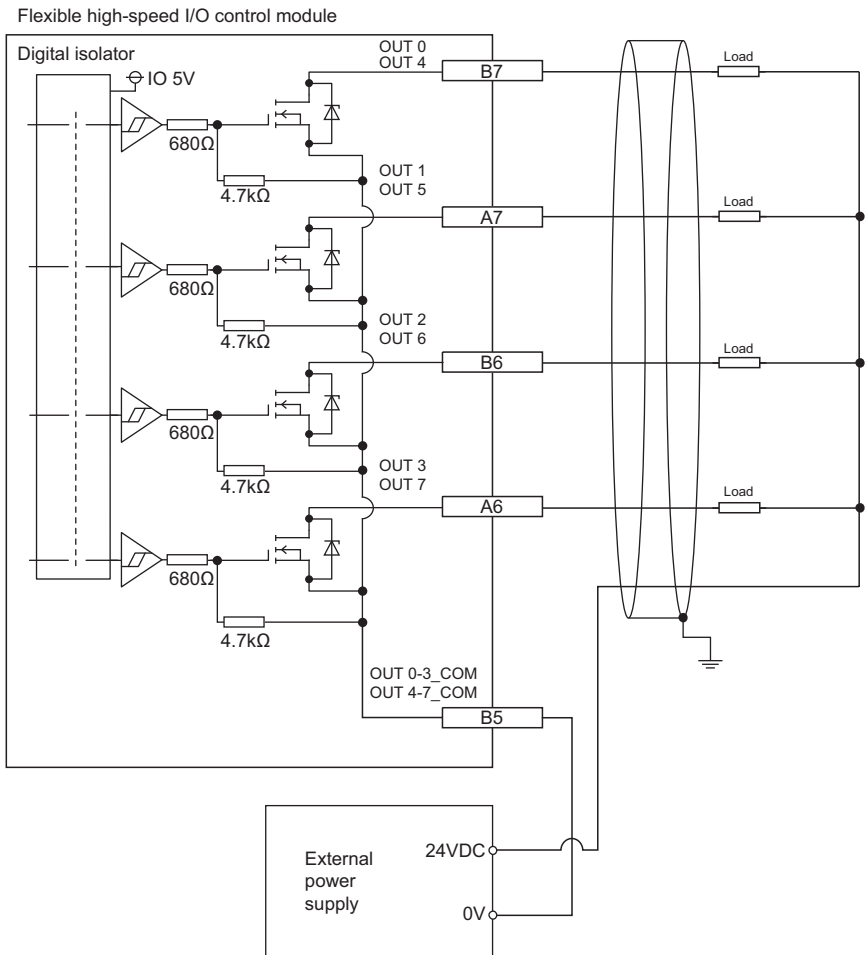 Flexible high-speed I/O control module
Digital isolator
IO 5V
OUT 0
OUT 4
B7
Load
680Ω
4.7kΩ
OUT 1
OUT 5
A7
Load
680Ω
4.7kΩ
OUT 2
OUT 6
B6
Load
680Ω
4.7kΩ
OUT 3
OUT 7
A6
Load
680Ω
4.7kΩ
OUT 0-3_COM
OUT 4-7_COM
B5
External
power
supply
24VDC
0V